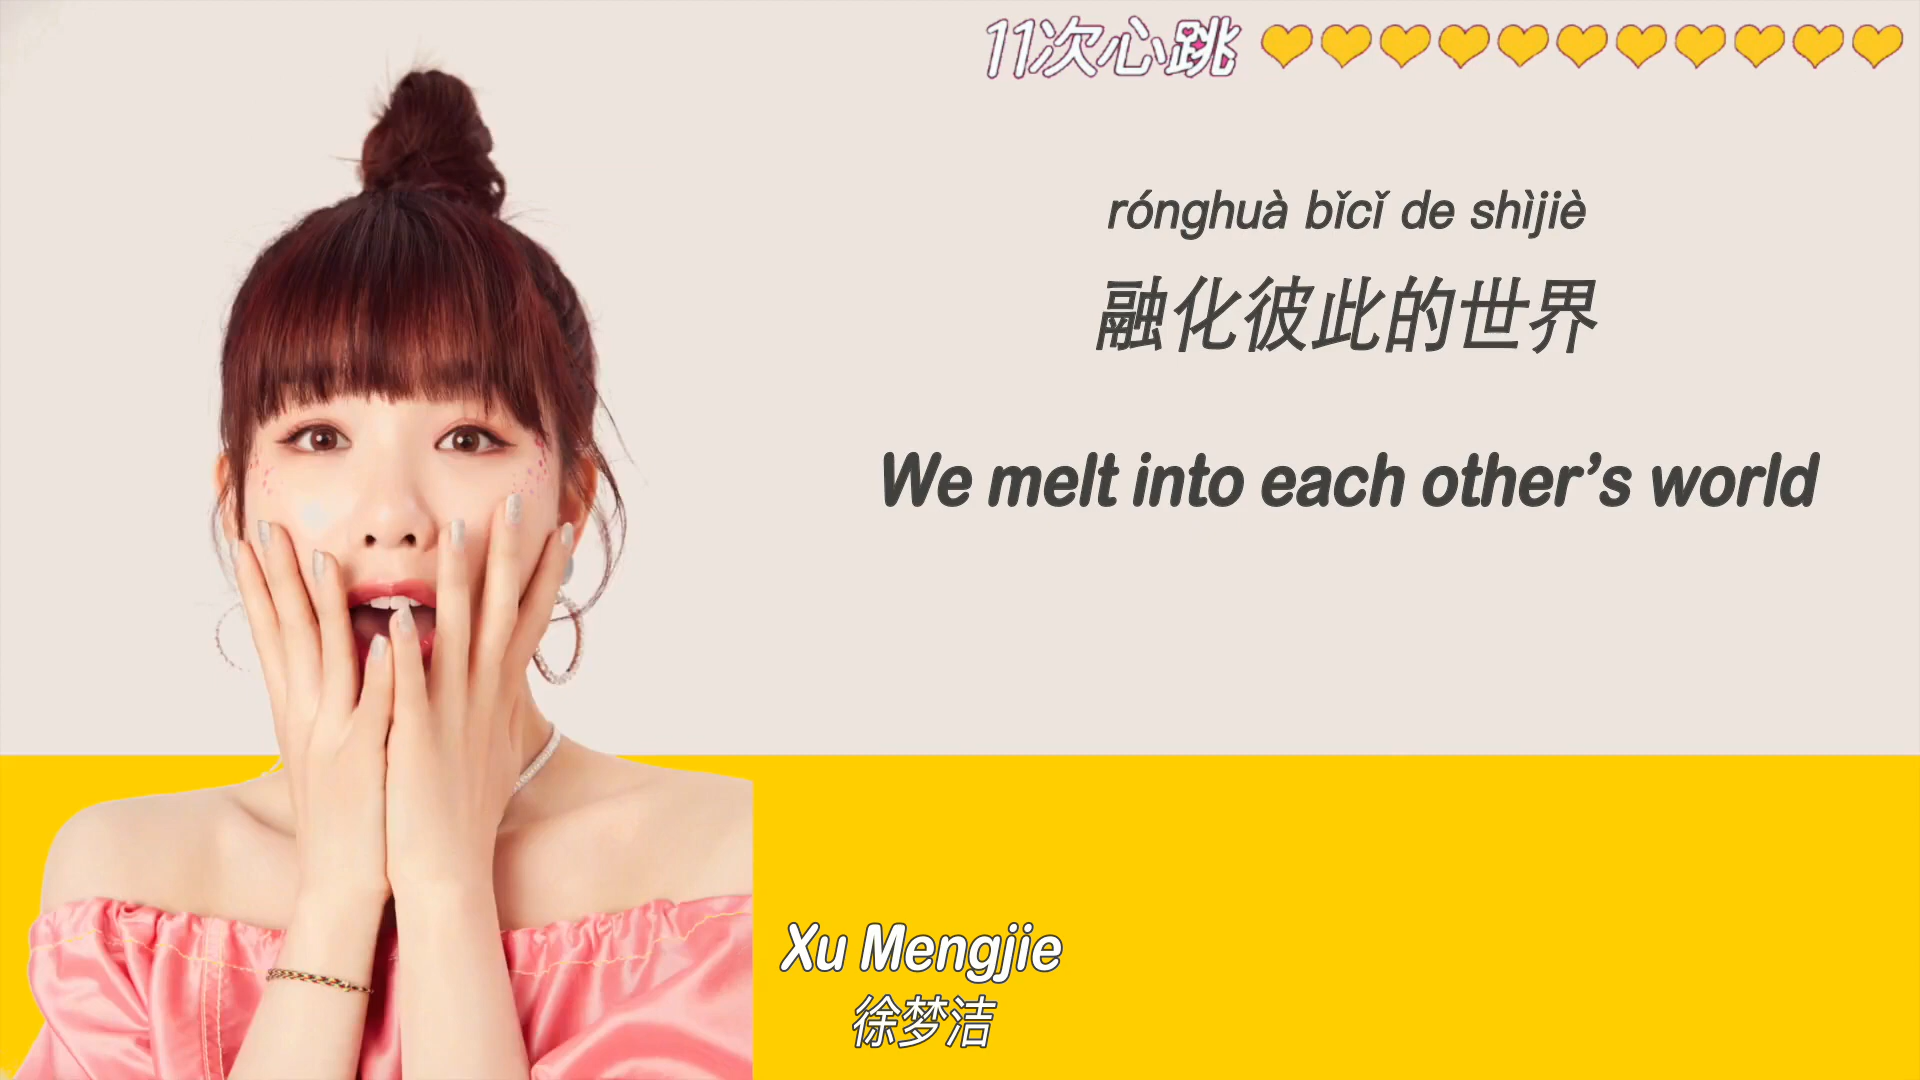 11次心跳
rónghuà bǐcǐ de shìjiè
融化彼此的世界
We melt into each other's world
Xu Mengjie
徐梦洁